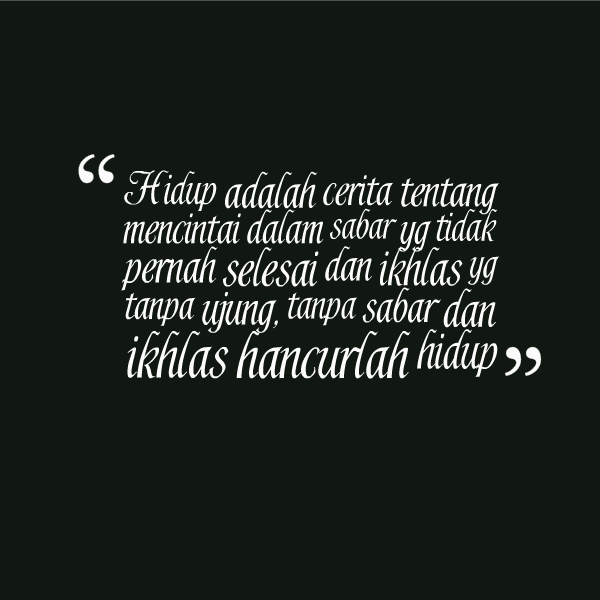 “ Hidup adalah cerita tentang
mencintai dalam sabar yg tidak
pernah selesai dan ikhlas yg
tanpa ujung, tanpa sabar dan
ikhlas hancurlah hidup ”